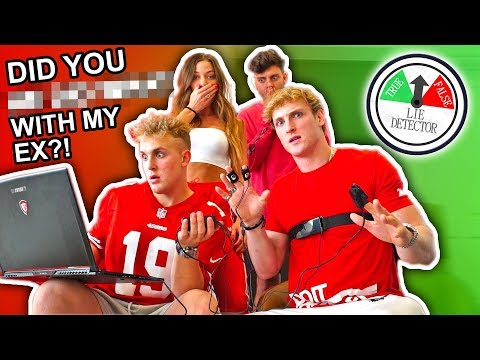 DID YOU
WITH MY
EX?!
TRUE
FALSE
LIE
DETECTOR
19